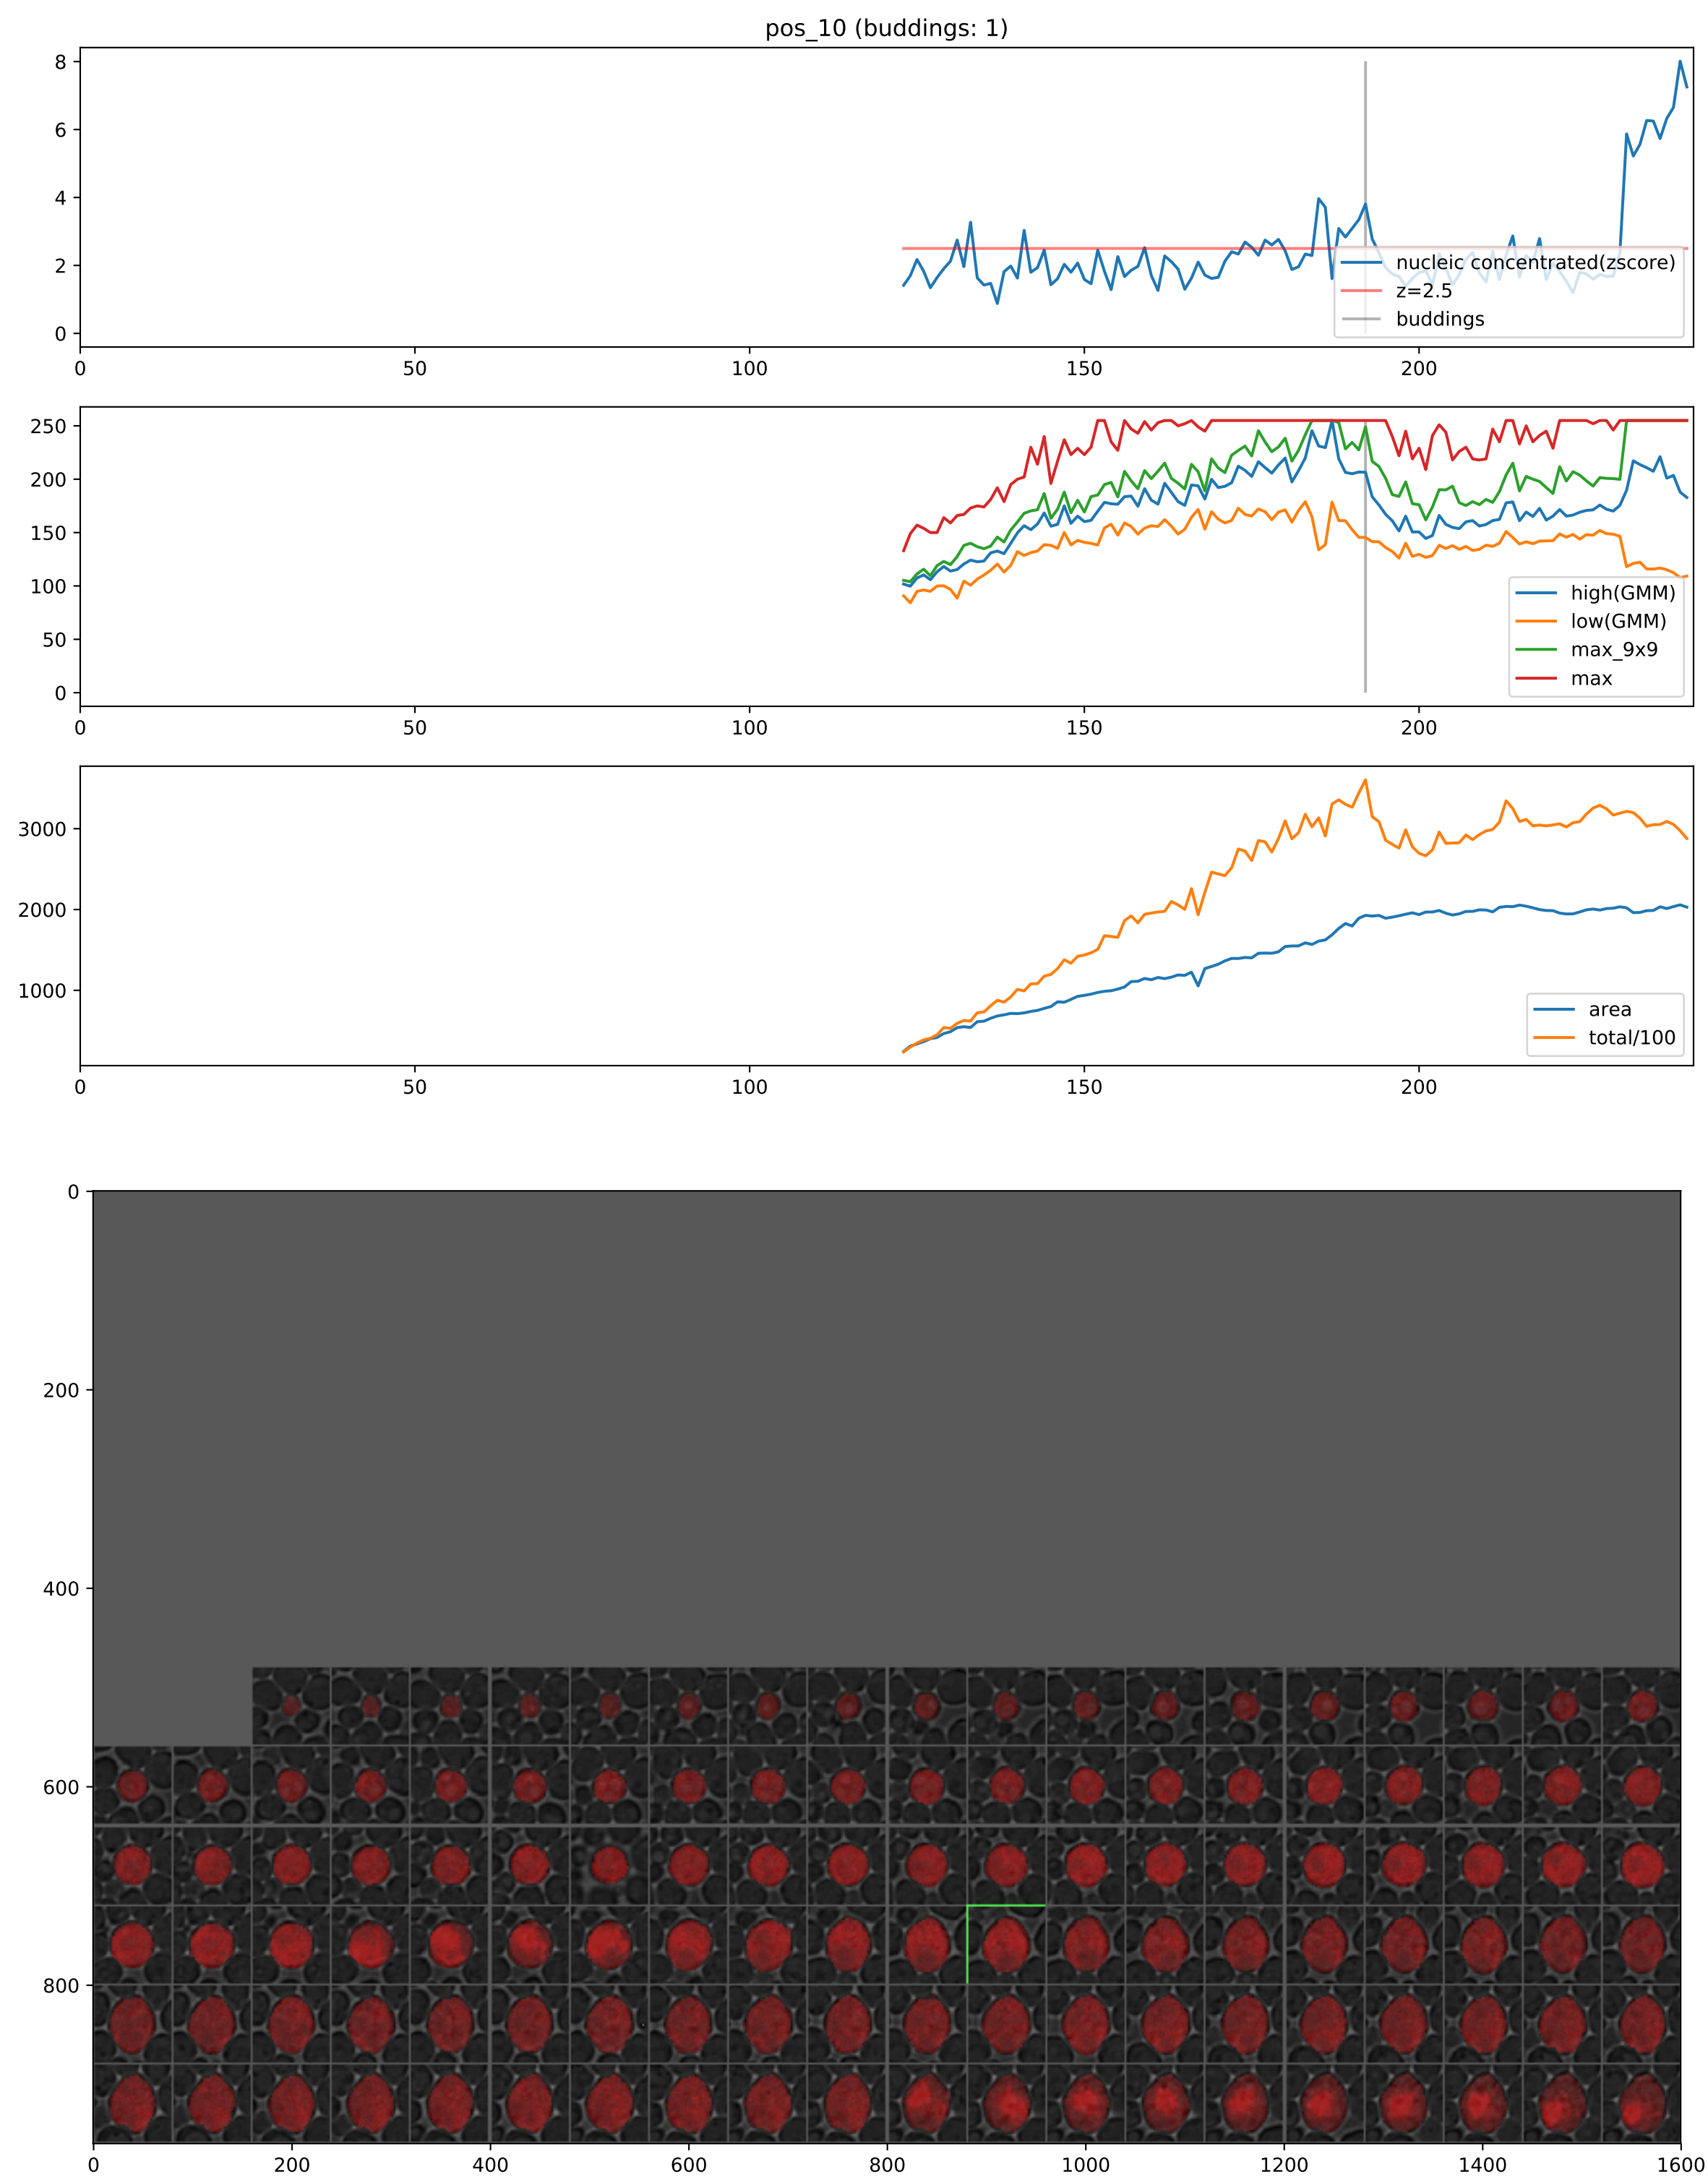 pos_10 (buddings: 1)
8
6
4
2
0
nucleic concentrated(zscore)
z=2.5
buddings
0 50 100 150 200
250
200
150
100
50
0
high(GMM)
low(GMM)
max_9x9
max
0 50 100 150 200
3000
2000
1000
area
total/100
0 50 100 150 200
0
200
400
600
800
0 200 400 600 800 1000 1200 1400 1600